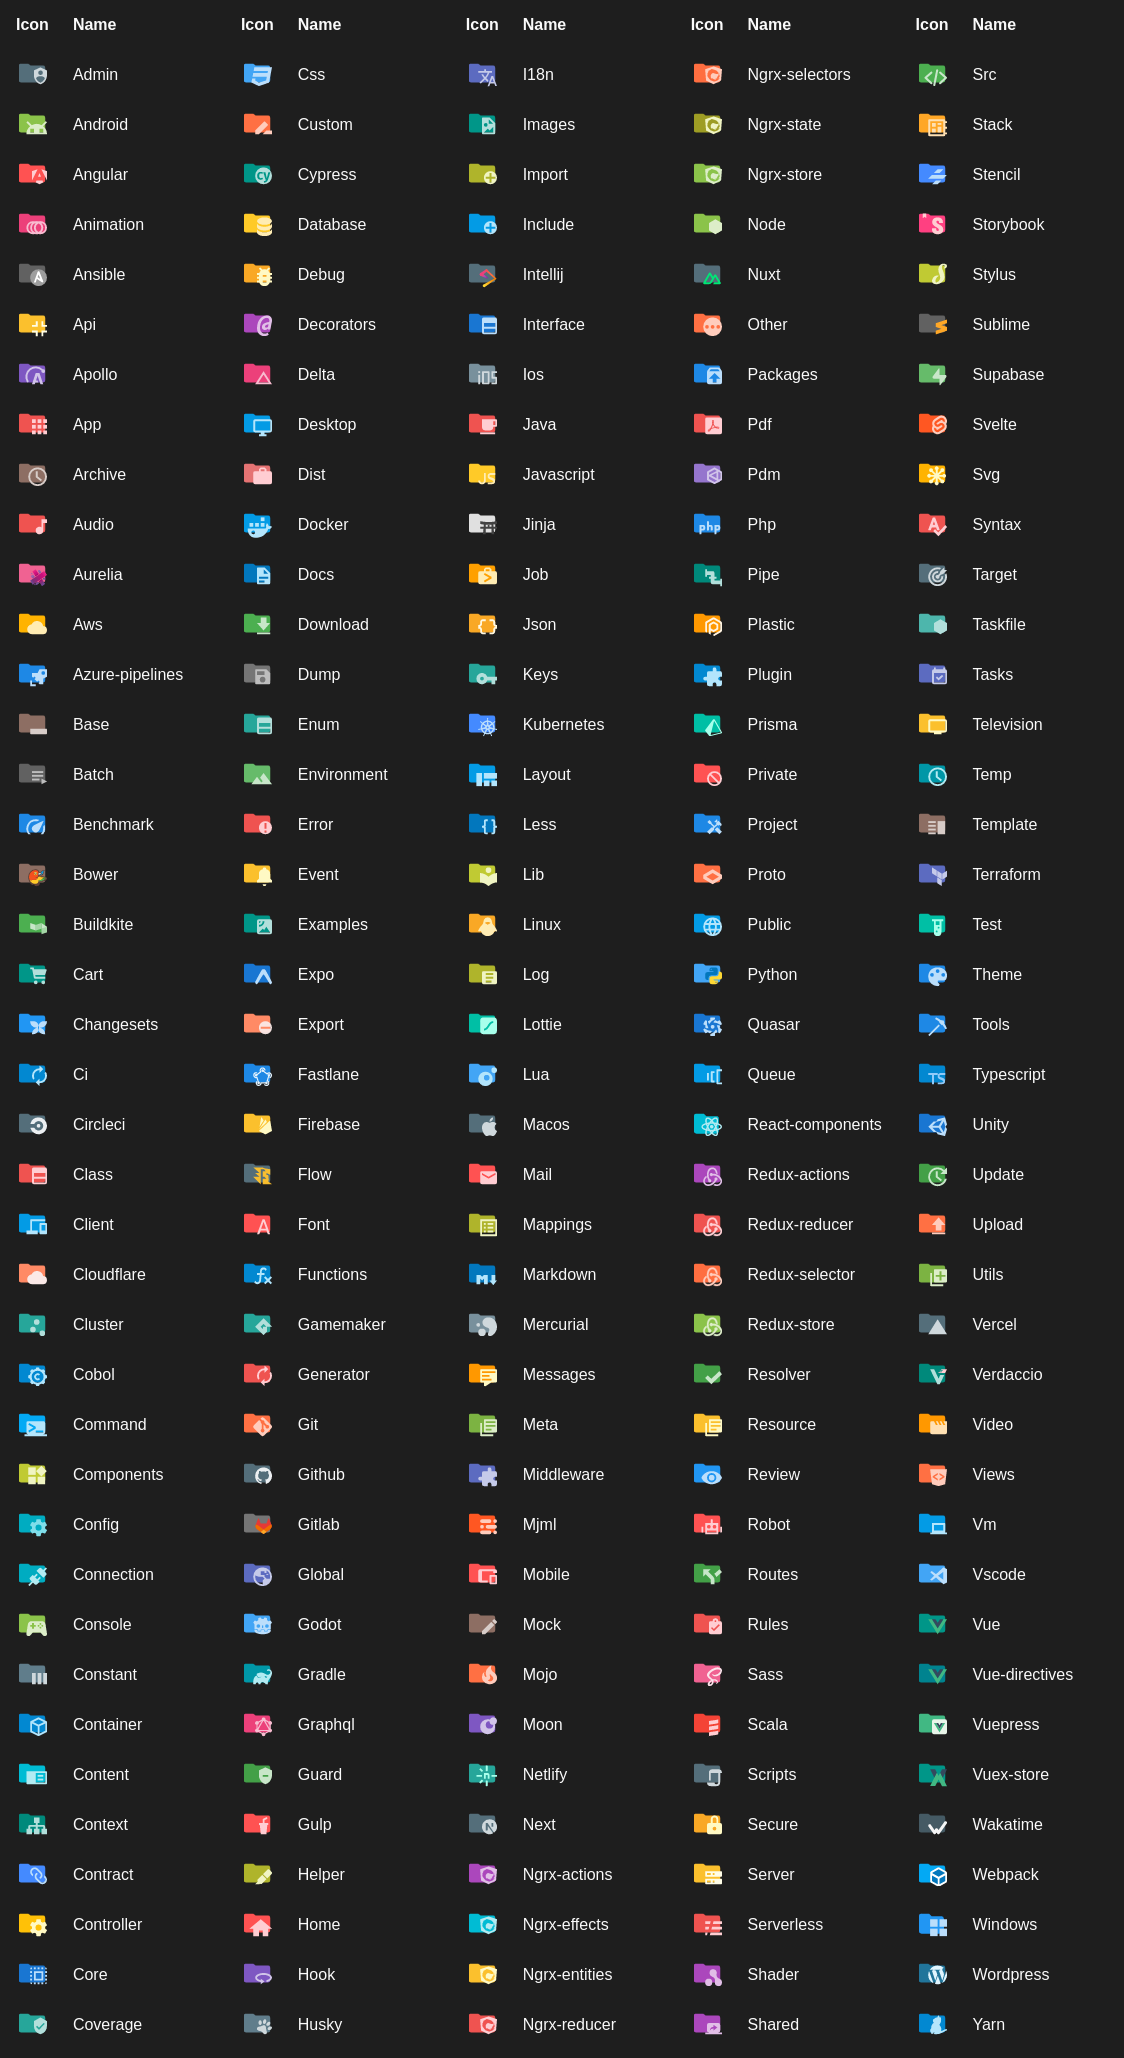 Icon Name Icon Name Icon Name Icon Name Icon Name
Admin Css I18n Ngrx-selectors Src
Android Custom Images Ngrx-state Stack
Angular Cypress Import Ngrx-store Stencil
Animation Database Include Node Storybook
Ansible Debug Intellij Nuxt Stylus
Api Decorators Interface Other Sublime
Apollo Delta Ios Packages Supabase
App Desktop Java Pdf Svelte
Archive Dist Javascript Pdm Svg
Audio Docker Jinja Php Syntax
Aurelia Docs Job Pipe Target
Aws Download Json Plastic Taskfile
Azure-pipelines Dump Keys Plugin Tasks
Base Enum Kubernetes Prisma Television
Batch Environment Layout Private Temp
Benchmark Error Less Project Template
Bower Event Lib Proto Terraform
Buildkite Examples Linux Public Test
Cart Expo Log Python Theme
Changesets Export Lottie Quasar Tools
Ci Fastlane Lua Queue Typescript
Circleci Firebase Macos React-components Unity
Class Flow Mail Redux-actions Update
Client Font Mappings Redux-reducer Upload
Cloudflare Functions Markdown Redux-selector Utils
Cluster Gamemaker Mercurial Redux-store Vercel
Cobol Generator Messages Resolver Verdaccio
Command Git Meta Resource Video
Components Github Middleware Review Views
Config Gitlab Mjml Robot Vm
Connection Global Mobile Routes Vscode
Console Godot Mock Rules Vue
Constant Gradle Mojo Sass Vue-directives
Container Graphql Moon Scala Vuepress
Content Guard Netlify Scripts Vuex-store
Context Gulp Next Secure Wakatime
Contract Helper Ngrx-actions Server Webpack
Controller Home Ngrx-effects Serverless Windows
Core Hook Ngrx-entities Shader Wordpress
Coverage Husky Ngrx-reducer Shared Yarn